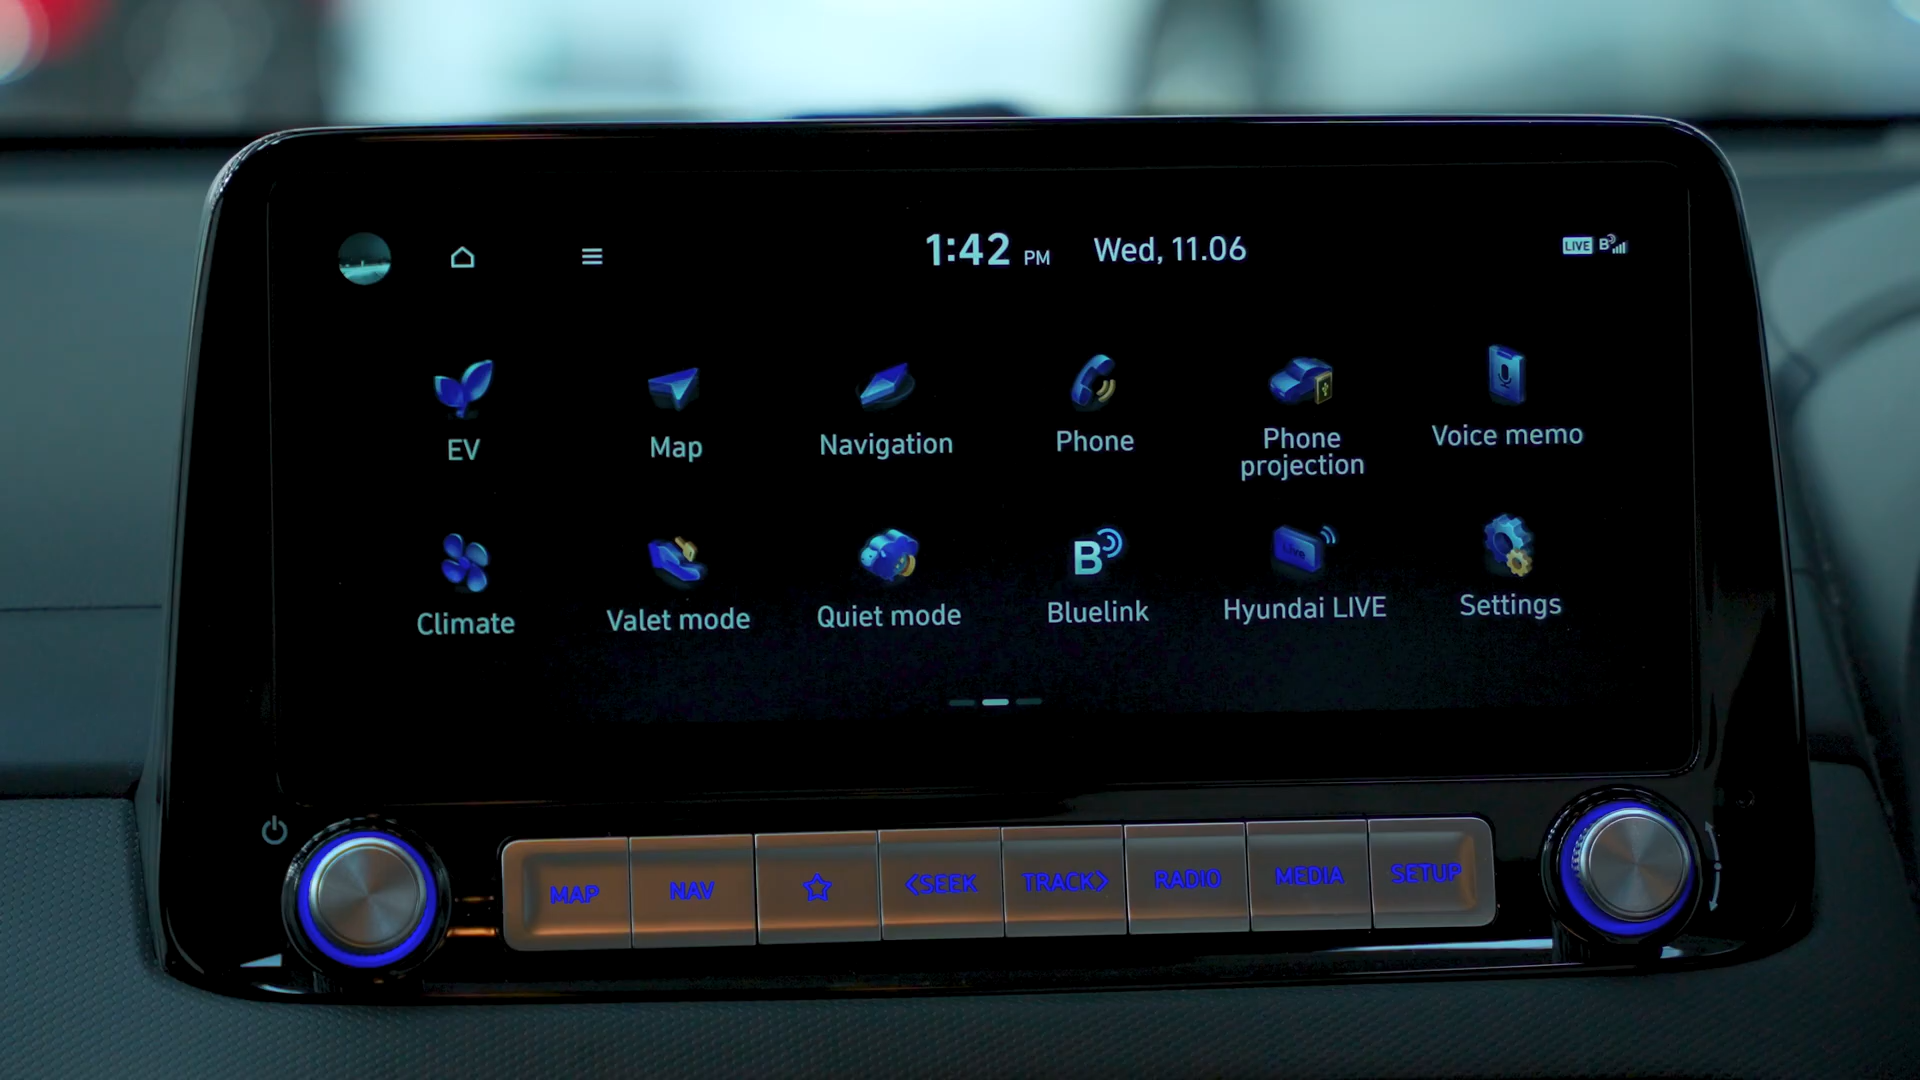 1:42 PM Wed, 11.06
LIVE B
EV
Map
Navigation
Phone
Phone
projection
Voice memo
Climate
Valet mode
Quiet mode
B
Bluelink
Live
Hyundai LIVE
Settings
MAP
NAV
<SEEK
TRACK>
RADIO
MEDIA
SETUP